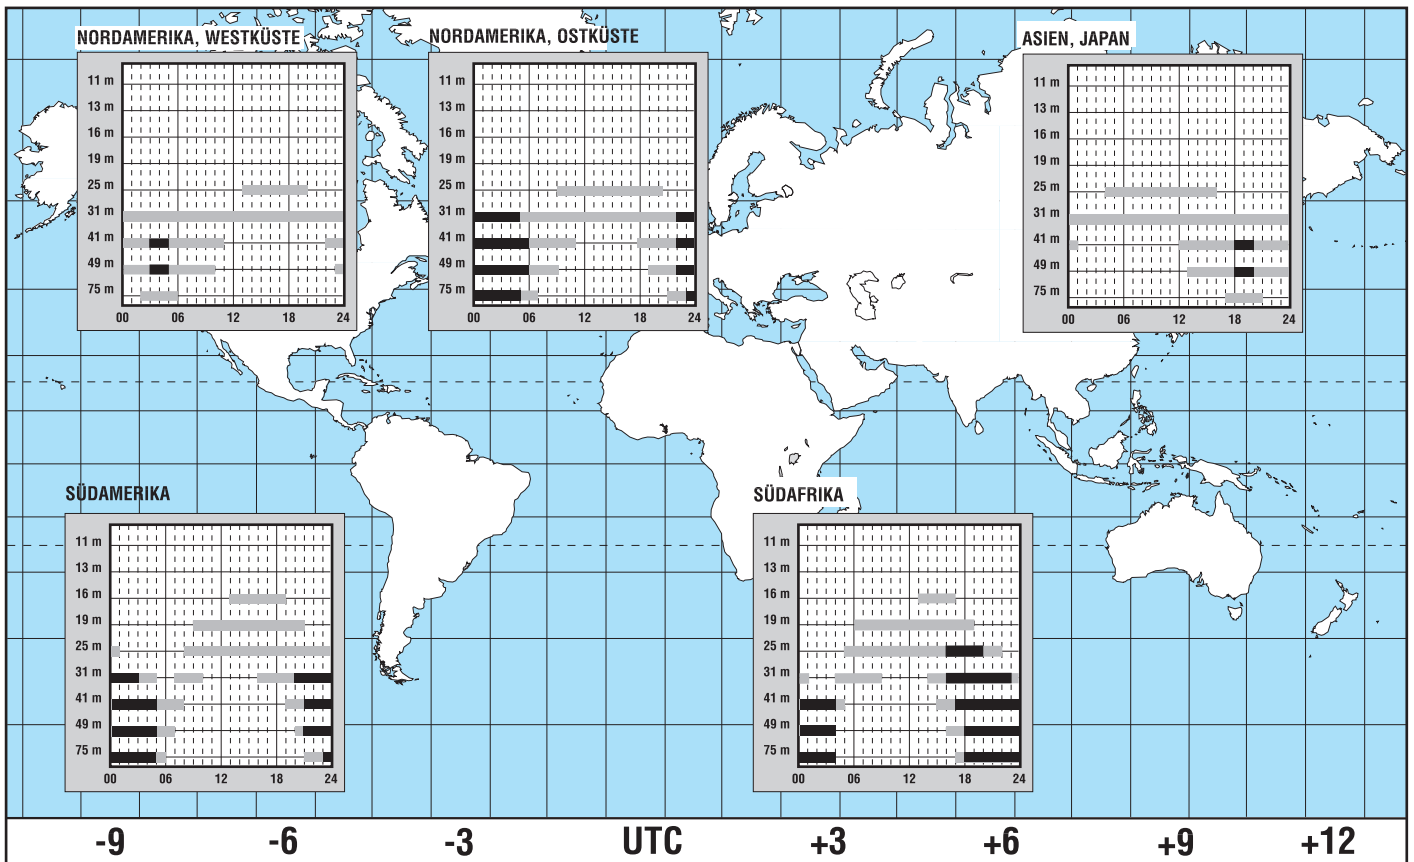 NORDAMERIKA, WESTKÜSTE
11 m
13 m
16 m
19 m
25 m
31 m
41 m
49 m
75 m
00 06 12 18 24
NORDAMERIKA, OSTKÜSTE
11 m
13 m
16 m
19 m
25 m
31 m
41 m
49 m
75 m
00 06 12 18 24
ASIEN, JAPAN
11 m
13 m
16 m
19 m
25 m
31 m
41 m
49 m
75 m
00 06 12 18 24
SÜDAMERIKA
11 m
13 m
16 m
19 m
25 m
31 m
41 m
49 m
75 m
00 06 12 18 24
SÜDAFRIKA
11 m
13 m
16 m
19 m
25 m
31 m
41 m
49 m
75 m
00 06 12 18 24
-9 -6 -3 UTC +3 +6 +9 +12